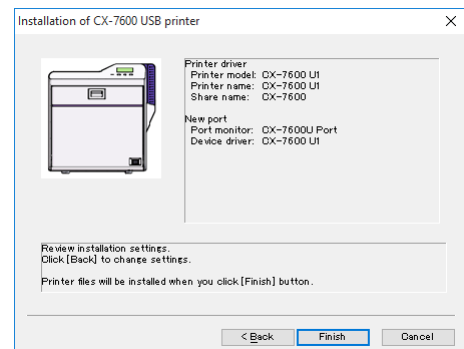 Installation of CX-7600 USB printer
Printer driver
Printer model: CX-7600 U1
Printer name: CX-7600 U1
Share name: CX-7600
New port
Port monitor: CX-7600U Port
Device driver: CX-7600 U1
Review installation settings.
Click [Back] to change settings.
Printer files will be installed when you click [Finish] button.
< Back
Finish
Cancel